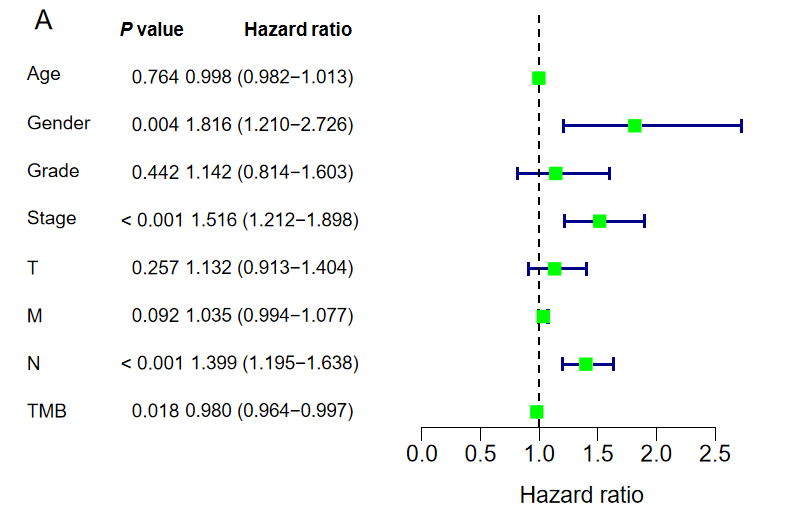 A
P value Hazard ratio
Age 0.764 0.998 (0.982−1.013)
Gender 0.004 1.816 (1.210−2.726)
Grade 0.442 1.142 (0.814−1.603)
Stage < 0.001 1.516 (1.212−1.898)
T 0.257 1.132 (0.913−1.404)
M 0.092 1.035 (0.994−1.077)
N < 0.001 1.399 (1.195−1.638)
TMB 0.018 0.980 (0.964−0.997)
0.0 0.5 1.0 1.5 2.0 2.5
Hazard ratio